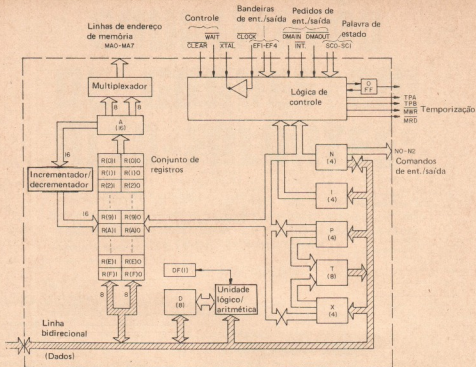 Linhas de endereço
de memória
MA0-MA7
Controle
WAIT
CLEAR
XTAL
Bandeiras
de ent./saída
CLOCK
EF1-EF4
Pedidos de
ent./saída
DMAIN
DMAOUT
INT.
Palavra de
estado
SC0-SC1
Multiplexador
8
8
A
(16)
16
Incrementador/
decrementador
16
Conjunto de
registros
R(0)1 R(0)0
R(1)1 R(1)0
R(2)1 R(2)0
R(9)1 R(9)0
R(A)1 R(A)0
R(E)1 R(E)0
R(F)1 R(F)0
8
8
Lógica de
controle
Q
FF
TPA
TPB
MWR
MRD
Temporização
N
(4)
N0-N2
Comandos
de ent./saída
I
(4)
P
(4)
T
(8)
X
(4)
DF(1)
D
(8)
Unidade
lógico/
aritmética
Linha
bidirecional
(Dados)